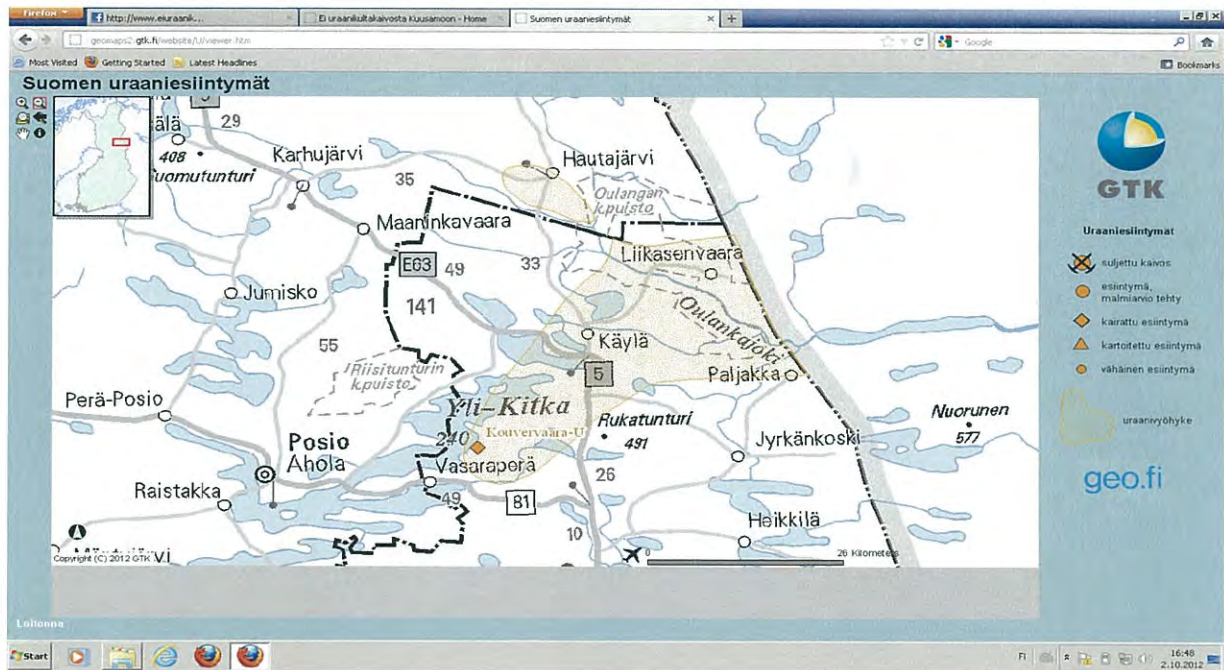 Firefox
http://www.eiuraanik...
Ei uraanikultakaivosta Kuusamoon - Home
Suomen uraaniesiintymät
geomaps2.gtk.fi/website/U/viewer.htm
Google
Most Visited
Getting Started
Latest Headlines
Bookmarks
Suomen uraaniesiintymät
29
408
Karhujärvi
35
Hautajärvi
Oulangan
k.puisto
Maaninkavaara
E63
49
33
Liikasenvaara
Jumisko
141
Oulankajoki
55
Käylä
Riisitunturin
k.puisto
5
Paljakka
Perä-Posio
Yli-Kitka
Rukatunturi
491
Nuorunen
577
240
Kouvervaara-U
Jyrkänkoski
Posio
Ahola
Vasaraperä
26
Raistakka
49
81
Heikkilä
10
Copyright (C) 2012 GTK
0
26 Kilometers
GTK
Uraaniesiintymät
suljettu kaivos
esiintymä,
malmiarvio tehty
kairattu esiintymä
kartoitettu esiintymä
vähäinen esiintymä
uraanivyöhyke
geo.fi
Loitonna
Start
FI
16:48
2.10.2012